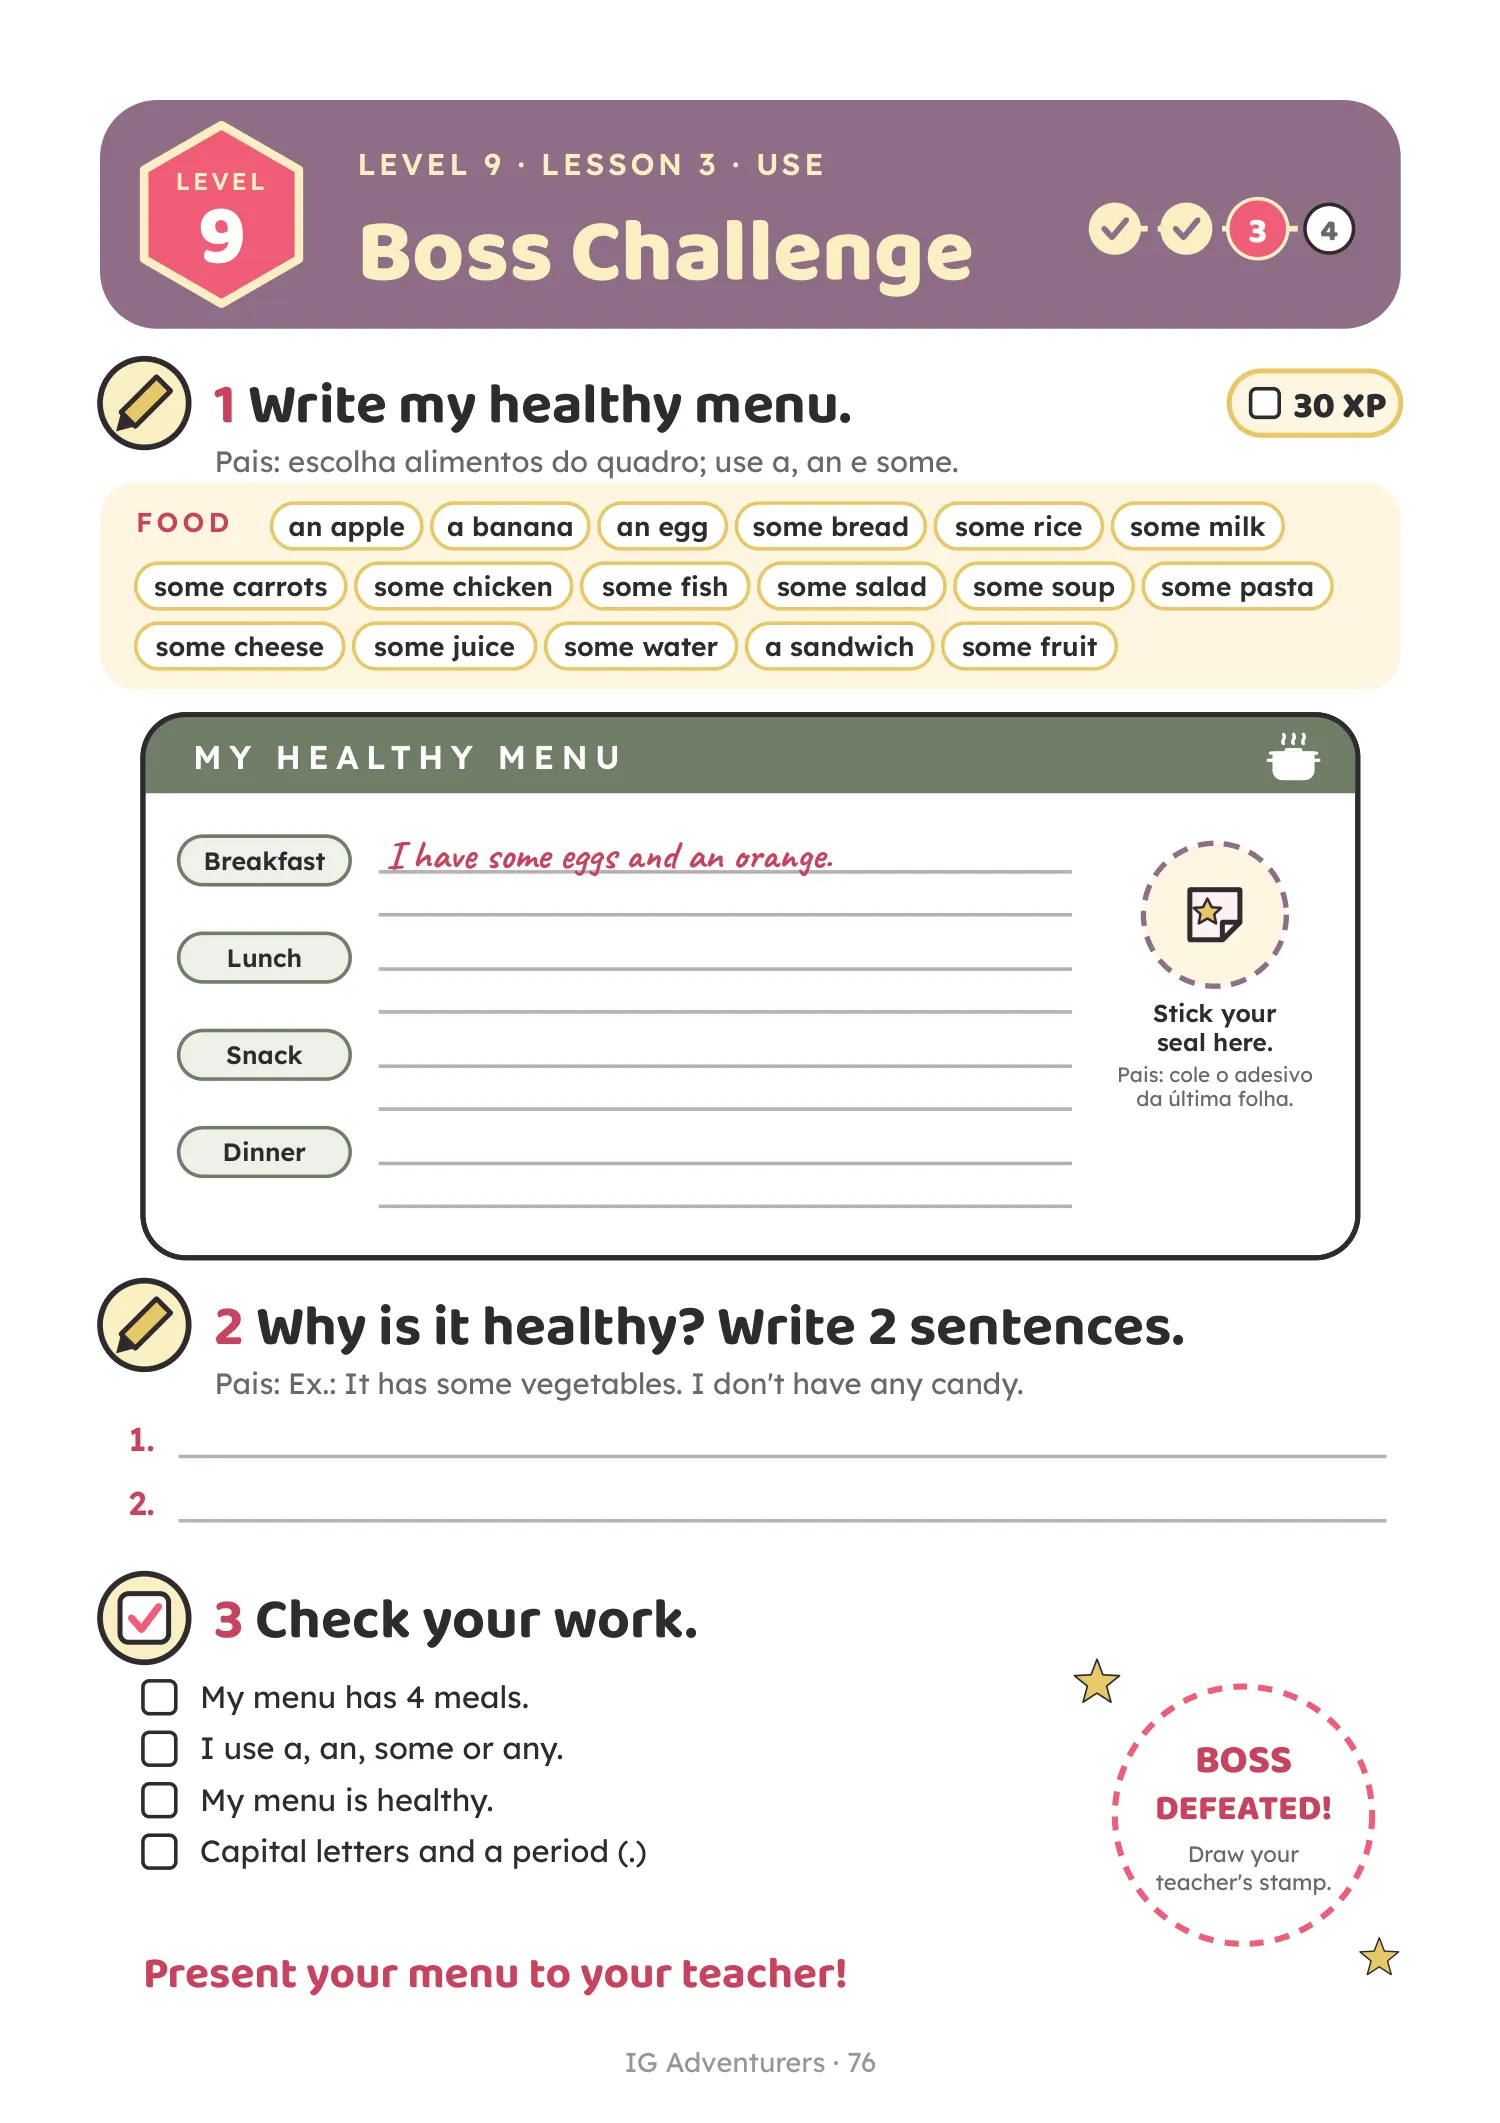 LEVEL 9
LEVEL 9 · LESSON 3 · USE
Boss Challenge
3 4
1 Write my healthy menu.
30 XP
Pais: escolha alimentos do quadro; use a, an e some.
FOOD an apple a banana an egg some bread some rice some milk
some carrots some chicken some fish some salad some soup some pasta
some cheese some juice some water a sandwich some fruit
MY HEALTHY MENU
Breakfast I have some eggs and an orange.
Lunch
Snack
Dinner
Stick your
seal here.
Pais: cole o adesivo
da última folha.
2 Why is it healthy? Write 2 sentences.
Pais: Ex.: It has some vegetables. I don't have any candy.
1.
2.
3 Check your work.
My menu has 4 meals.
I use a, an, some or any.
My menu is healthy.
Capital letters and a period (.)
BOSS
DEFEATED!
Draw your
teacher's stamp.
Present your menu to your teacher!
IG Adventurers · 76